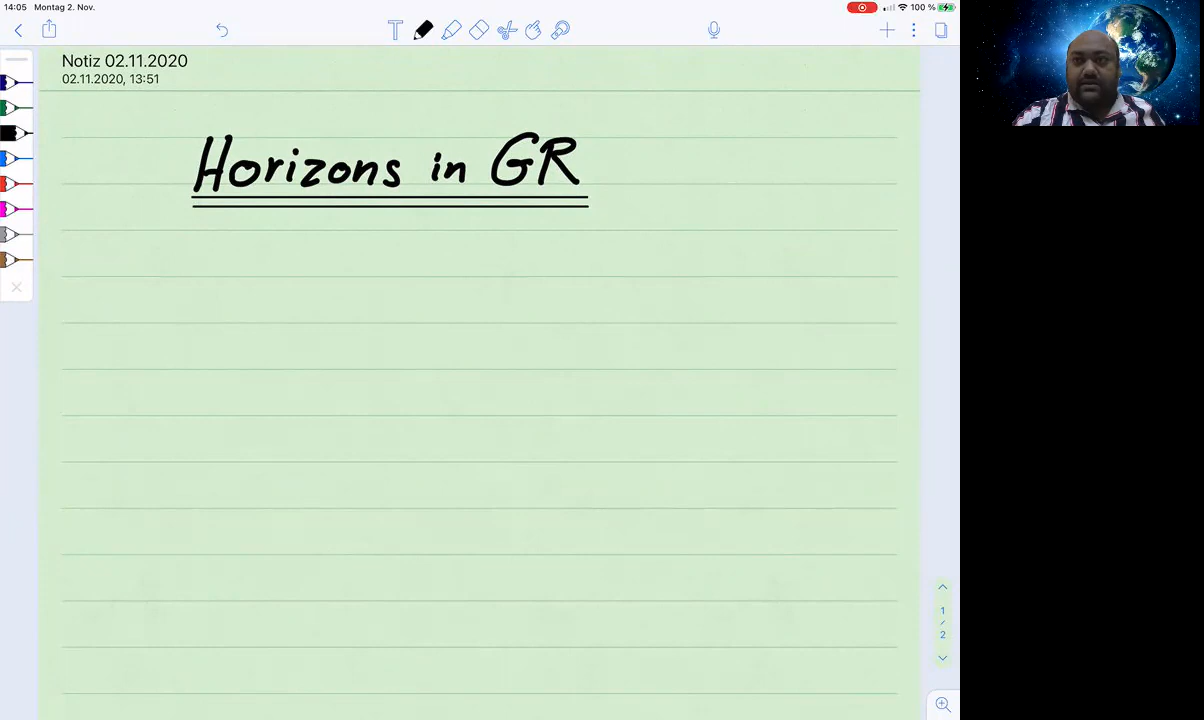 14:05 Montag 2. Nov. 100 %
Notiz 02.11.2020
02.11.2020, 13:51
Horizons in GR
1
/
2